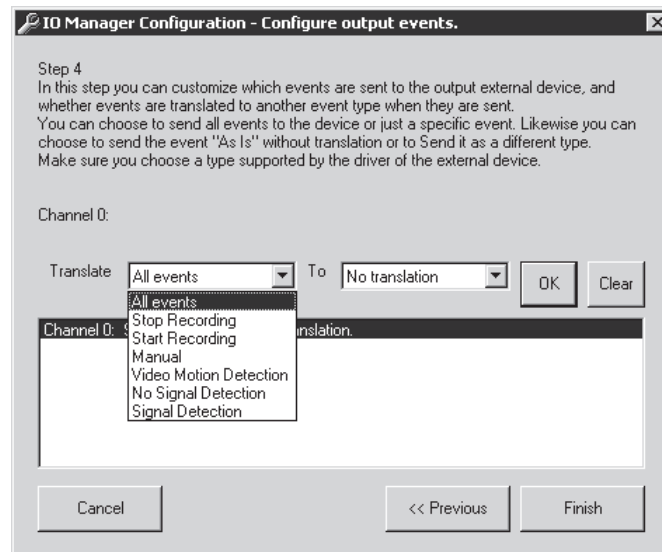 IO Manager Configuration - Configure output events.
Step 4
In this step you can customize which events are sent to the output external device, and
whether events are translated to another event type when they are sent.
You can choose to send all events to the device or just a specific event. Likewise you can
choose to send the event "As Is" without translation or to Send it as a different type.
Make sure you choose a type supported by the driver of the external device.
Channel 0:
Translate All events To No translation OK Clear
All events
Stop Recording
Start Recording
Manual
Video Motion Detection
No Signal Detection
Signal Detection
Channel 0: nslation.
Cancel << Previous Finish